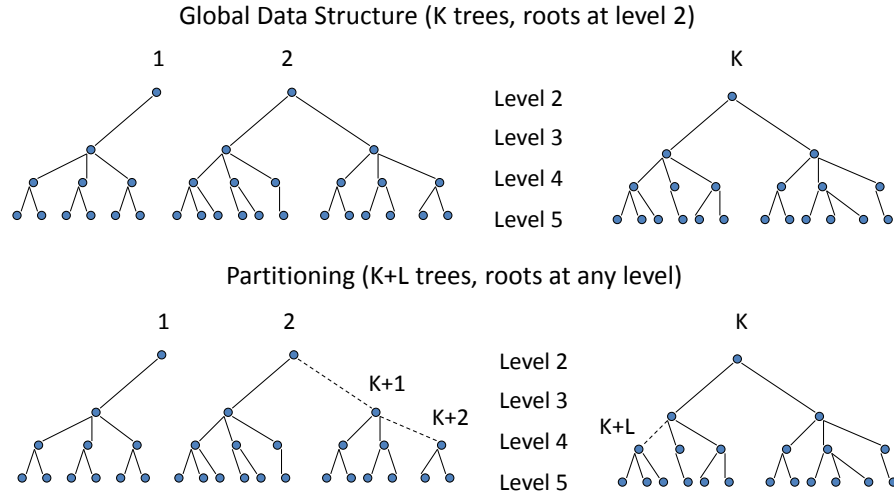 Global Data Structure (K trees, roots at level 2)
1 2 K
Level 2
Level 3
Level 4
Level 5
Partitioning (K+L trees, roots at any level)
1 2 K
Level 2
K+1 Level 3
K+2 Level 4 K+L
Level 5